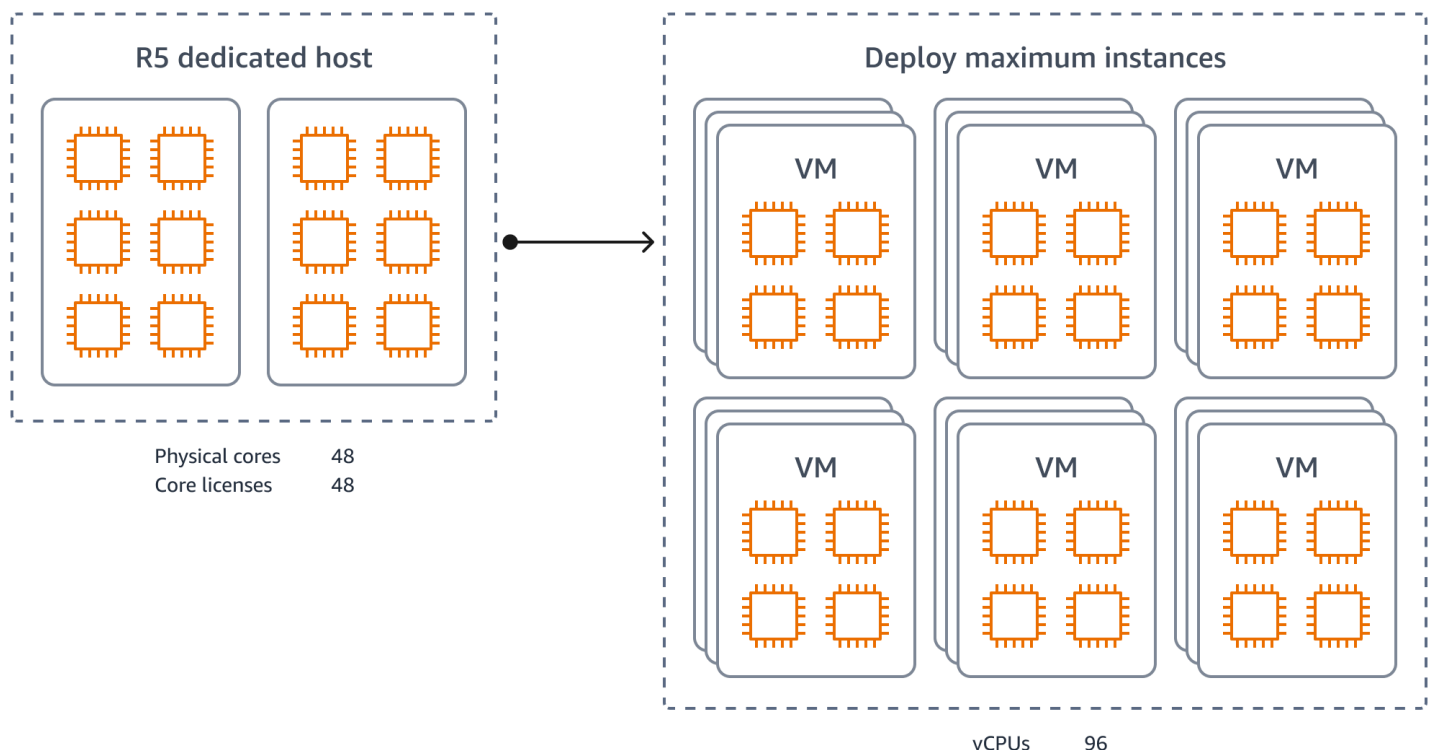 R5 dedicated host
Physical cores 48
Core licenses 48
Deploy maximum instances
VM VM VM
VM VM VM
vCPUs 96